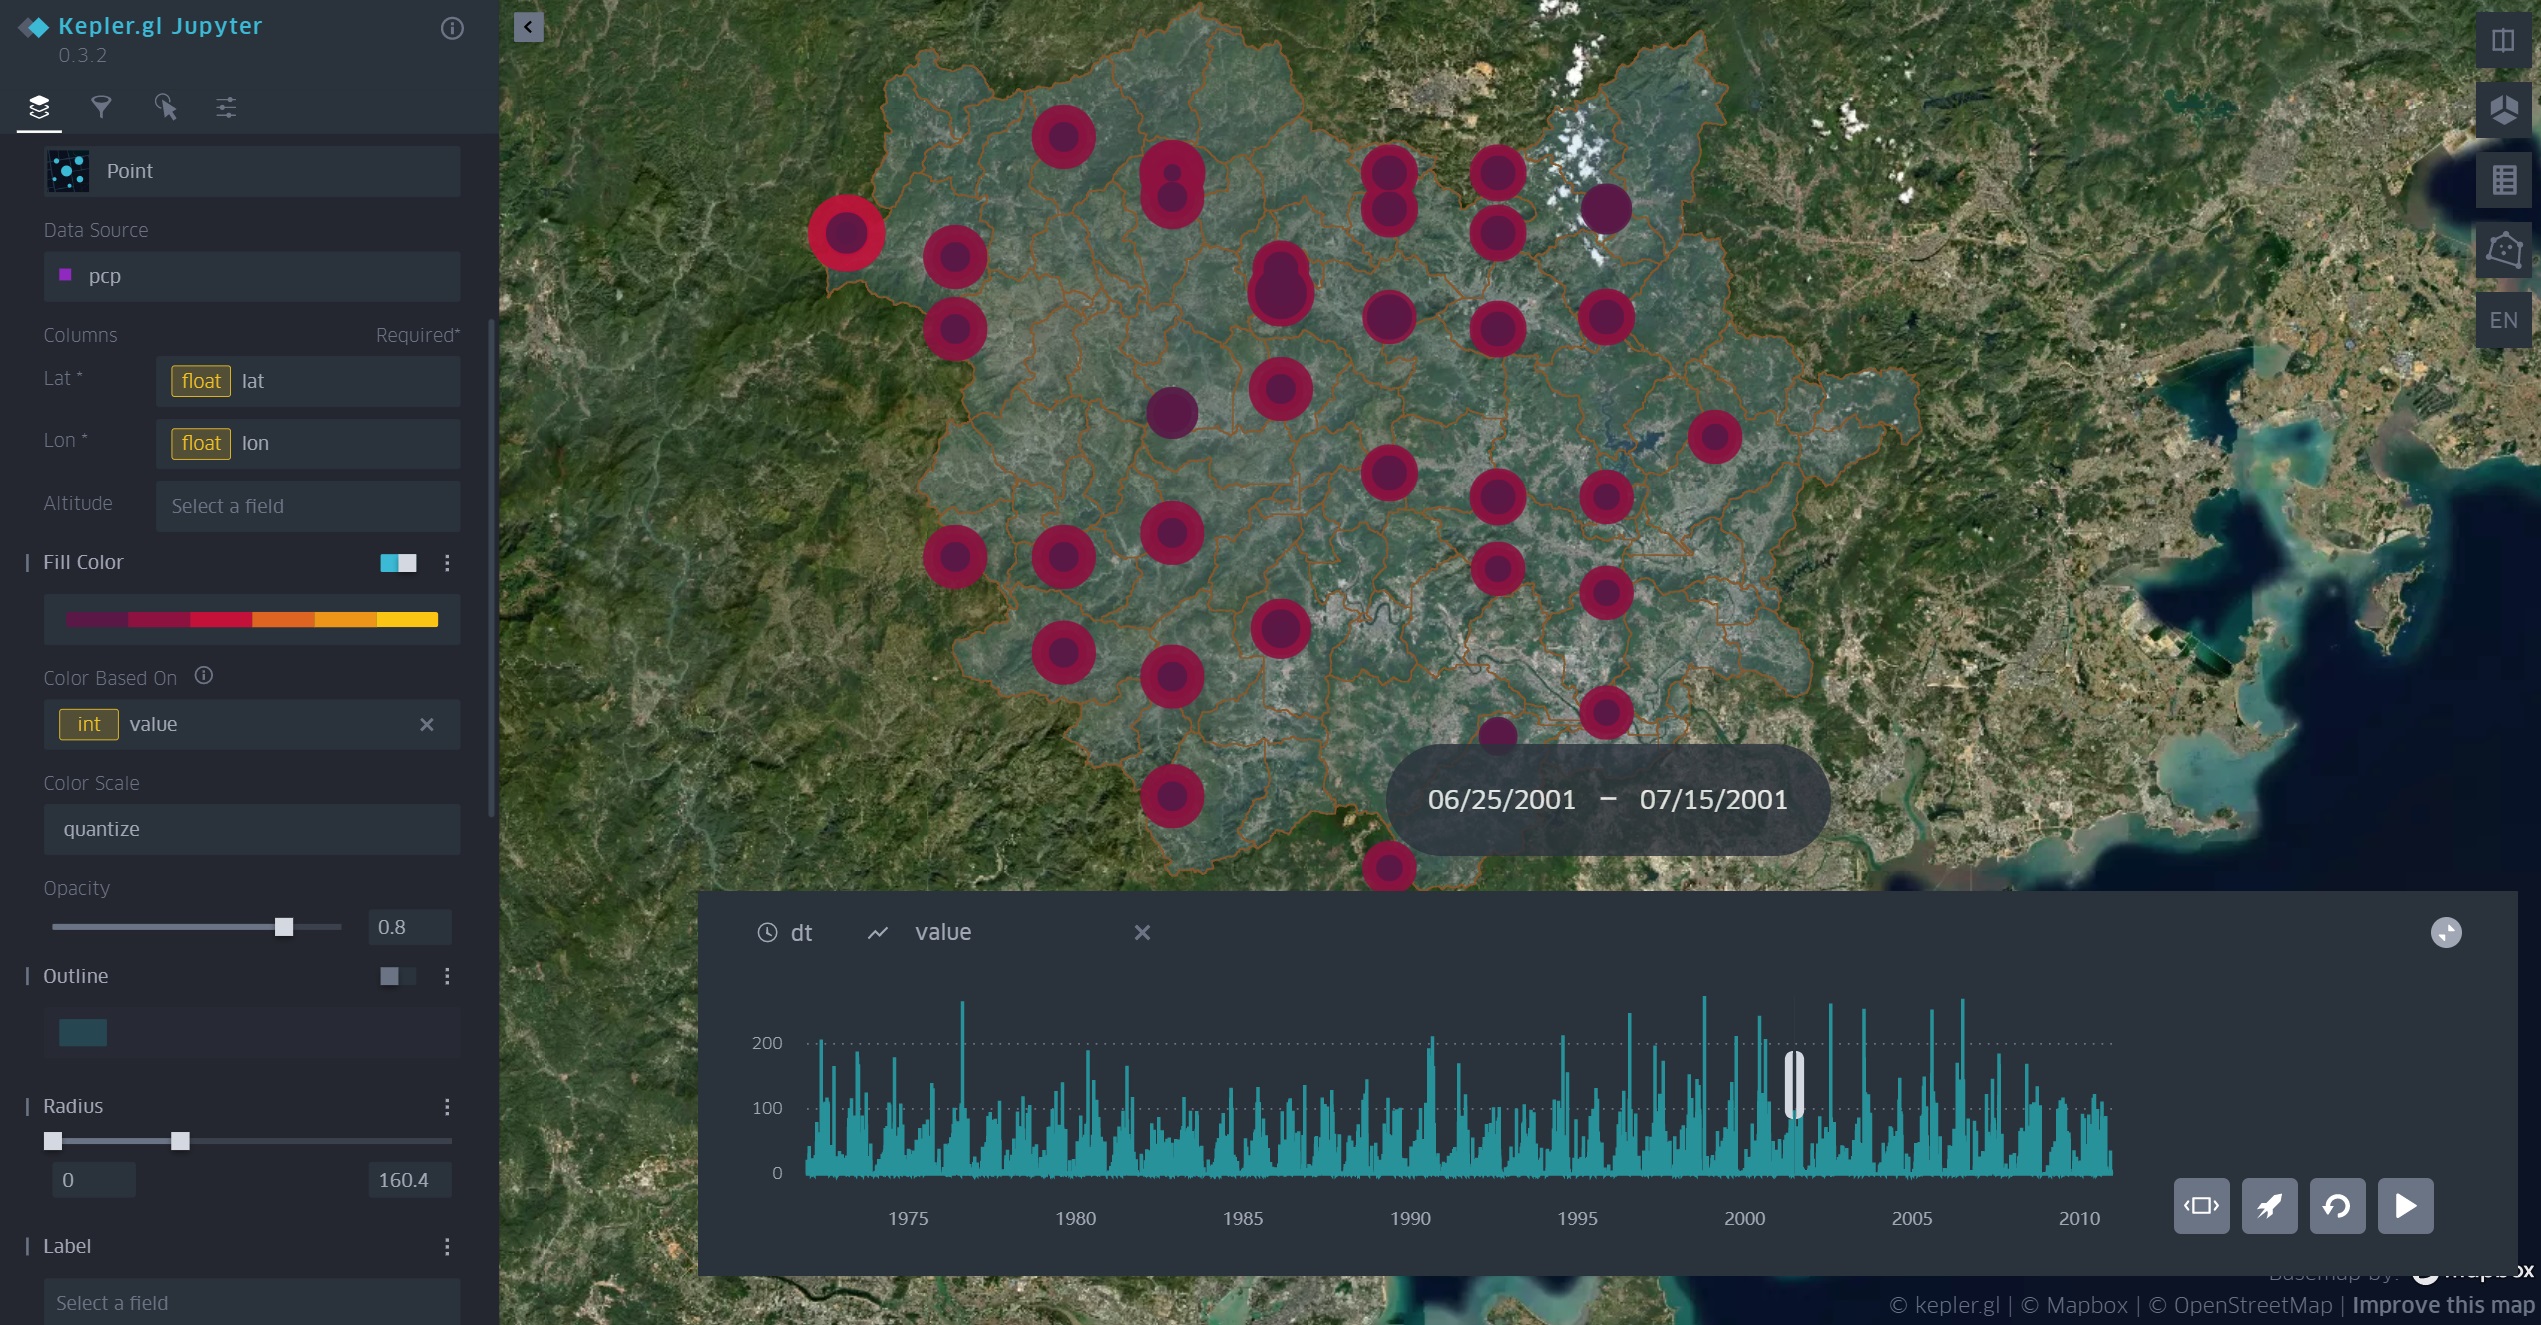 Kepler.gl Jupyter
0.3.2
Point
Data Source
pcp
Columns Required*
Lat * float lat
Lon * float lon
Altitude Select a field
Fill Color
Color Based On
int value
Color Scale
quantize
Opacity
0.8
Outline
Radius
0 160.4
Label
Select a field
EN
06/25/2001 – 07/15/2001
dt value
200
100
0
1975 1980 1985 1990 1995 2000 2005 2010
Basemap by: mapbox
© kepler.gl | © Mapbox | © OpenStreetMap | Improve this map